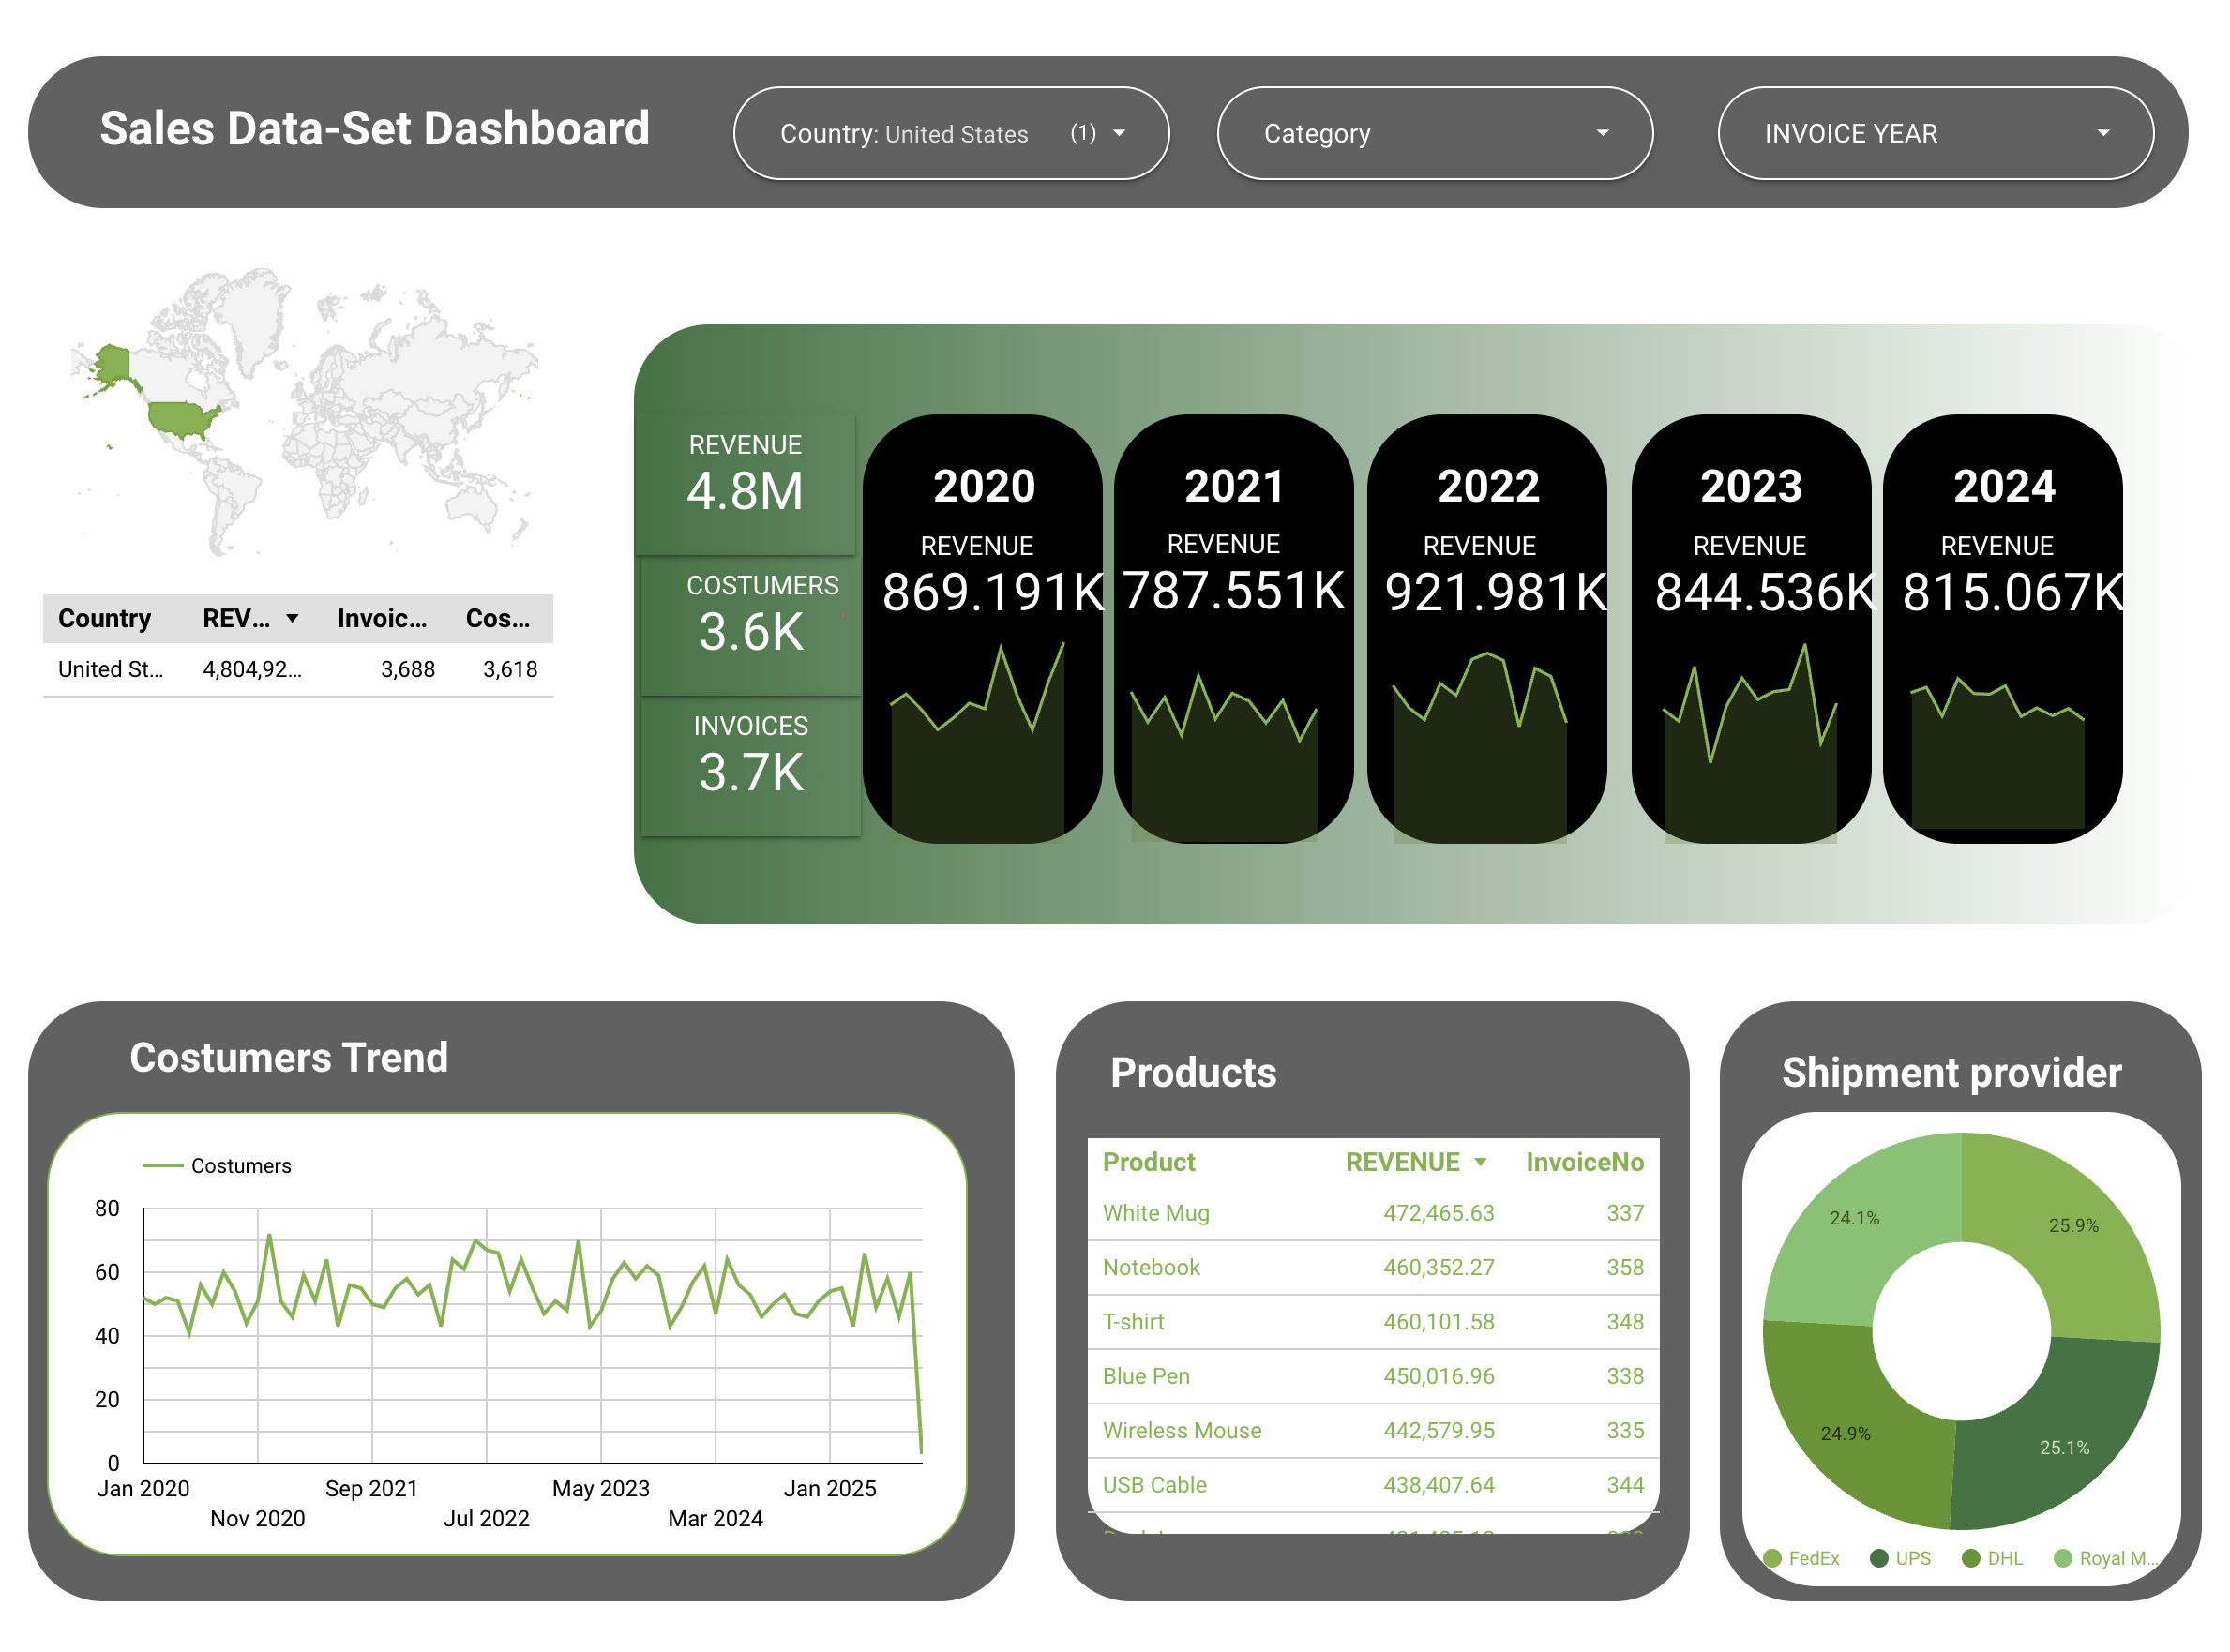 Sales Data-Set Dashboard
Country: United States (1)
Category
INVOICE YEAR
Country REV... Invoic... Cos...
United St... 4,804,92... 3,688 3,618
REVENUE
4.8M
COSTUMERS
3.6K
INVOICES
3.7K
2020
REVENUE
869.191K
2021
REVENUE
787.551K
2022
REVENUE
921.981K
2023
REVENUE
844.536K
2024
REVENUE
815.067K
Costumers Trend
Costumers
80
60
40
20
0
Jan 2020
Nov 2020
Sep 2021
Jul 2022
May 2023
Mar 2024
Jan 2025
Products
Product REVENUE InvoiceNo
White Mug 472,465.63 337
Notebook 460,352.27 358
T-shirt 460,101.58 348
Blue Pen 450,016.96 338
Wireless Mouse 442,579.95 335
USB Cable 438,407.64 344
Shipment provider
24.1%
25.9%
24.9%
25.1%
FedEx UPS DHL Royal M...